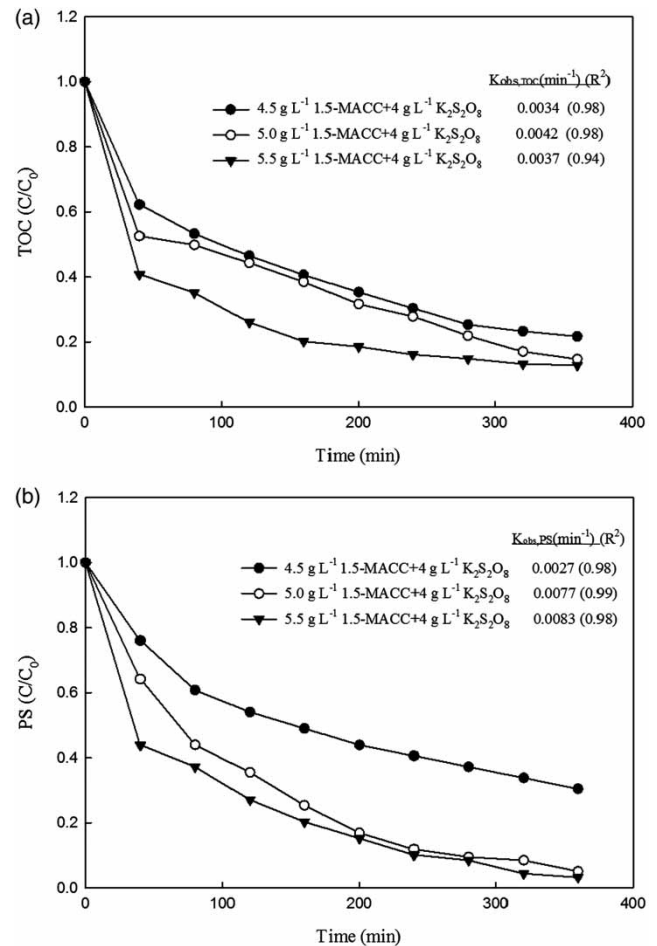 (a)
1.2
K_obs,TOC(min⁻¹) (R²)
1.0
4.5 g L⁻¹ 1.5-MACC+4 g L⁻¹ K₂S₂O₈ 0.0034 (0.98)
5.0 g L⁻¹ 1.5-MACC+4 g L⁻¹ K₂S₂O₈ 0.0042 (0.98)
5.5 g L⁻¹ 1.5-MACC+4 g L⁻¹ K₂S₂O₈ 0.0037 (0.94)
0.8
0.6
TOC (C/C₀)
0.4
0.2
0.0
0 100 200 300 400
Time (min)
(b)
1.2
K_obs,PS(min⁻¹) (R²)
1.0
4.5 g L⁻¹ 1.5-MACC+4 g L⁻¹ K₂S₂O₈ 0.0027 (0.98)
5.0 g L⁻¹ 1.5-MACC+4 g L⁻¹ K₂S₂O₈ 0.0077 (0.99)
5.5 g L⁻¹ 1.5-MACC+4 g L⁻¹ K₂S₂O₈ 0.0083 (0.98)
0.8
0.6
PS (C/C₀)
0.4
0.2
0.0
0 100 200 300 400
Time (min)